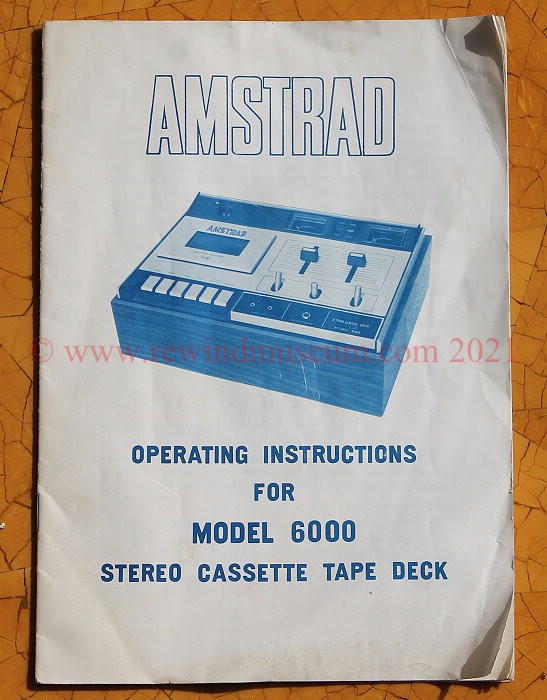 AMSTRAD
AMSTRAD
© www.rewindmuseum.com 2021
OPERATING INSTRUCTIONS
FOR
MODEL 6000
STEREO CASSETTE TAPE DECK